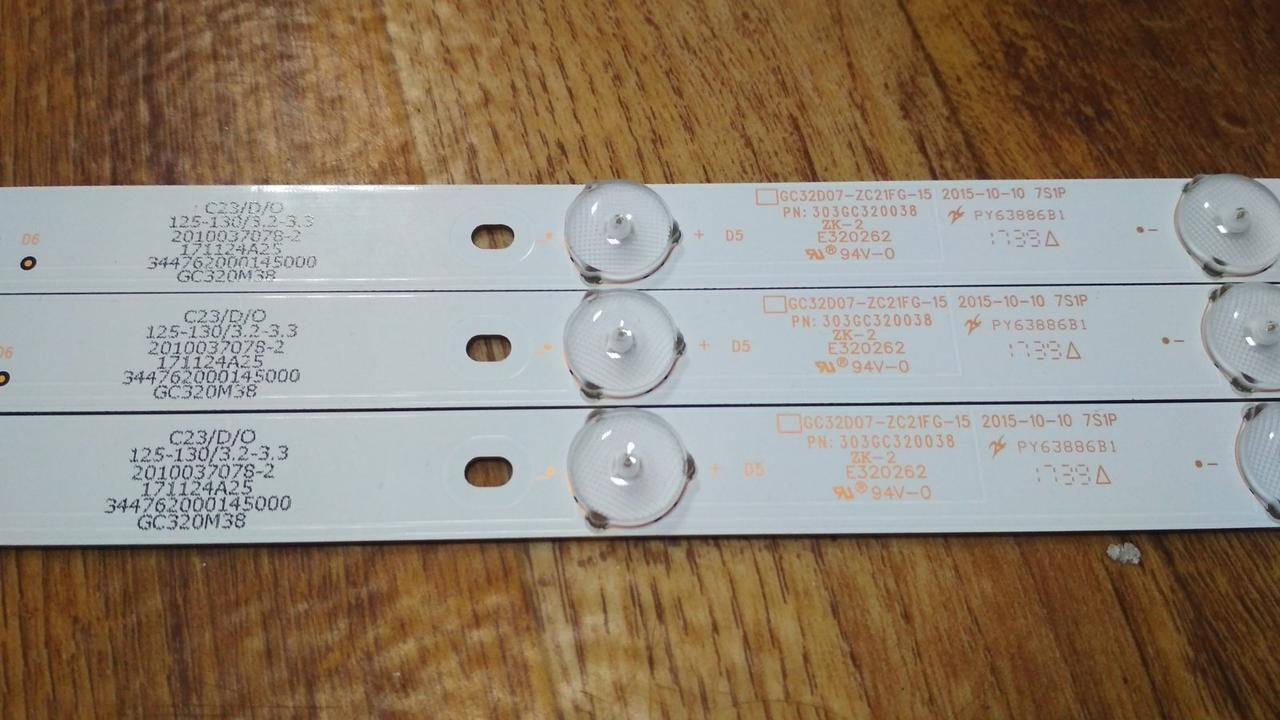 C23/D/O
125-130/3.2-3.3
2010037078-2
171124A25
344762000145000
GC320M38
D6
+ D5
GC32D07-ZC21FG-15 2015-10-10 7S1P
PN: 303GC320038
PY63886B1
ZK-2
E320262
1739
94V-0
C23/D/O
125-130/3.2-3.3
2010037078-2
171124A25
344762000145000
GC320M38
D6
+ D5
GC32D07-ZC21FG-15 2015-10-10 7S1P
PN: 303GC320038
PY63886B1
ZK-2
E320262
1739
94V-0
C23/D/O
125-130/3.2-3.3
2010037078-2
171124A25
344762000145000
GC320M38
+ D5
GC32D07-ZC21FG-15 2015-10-10 7S1P
PN: 303GC320038
PY63886B1
ZK-2
E320262
1739
94V-0